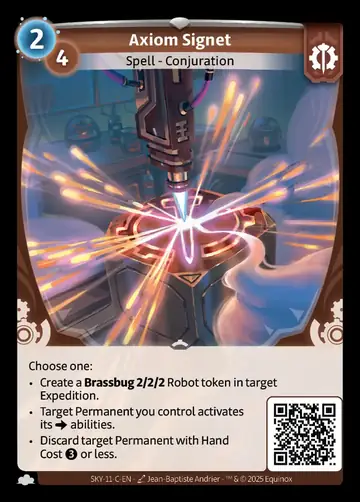 2
4
Axiom Signet
Spell - Conjuration
Choose one:
• Create a Brassbug 2/2/2 Robot token in target
Expedition.
• Target Permanent you control activates
its → abilities.
• Discard target Permanent with Hand
Cost ❸ or less.
SKY-11-C-EN - Jean-Baptiste Andrier - ™ & © 2025 Equinox